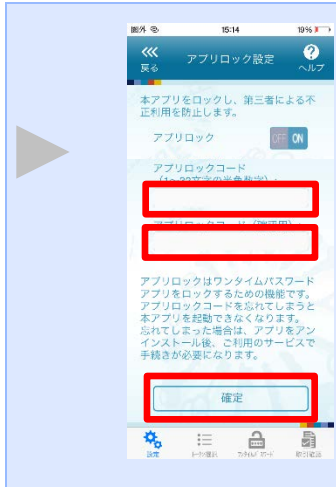 圏外
15:14
19%
戻る
アプリロック設定
ヘルプ
本アプリをロックし、第三者による不
正利用を防止します。
アプリロック
OFF ON
アプリロックコード
アプリロックはワンタイムパスワード
アプリをロックするための機能です。
アプリロックコードを忘れてしまうと
本アプリを起動できなくなります。
忘れてしまった場合は、アプリをアン
インストール後、ご利用のサービスで
手続きが必要になります。
確定
設定
取引確認